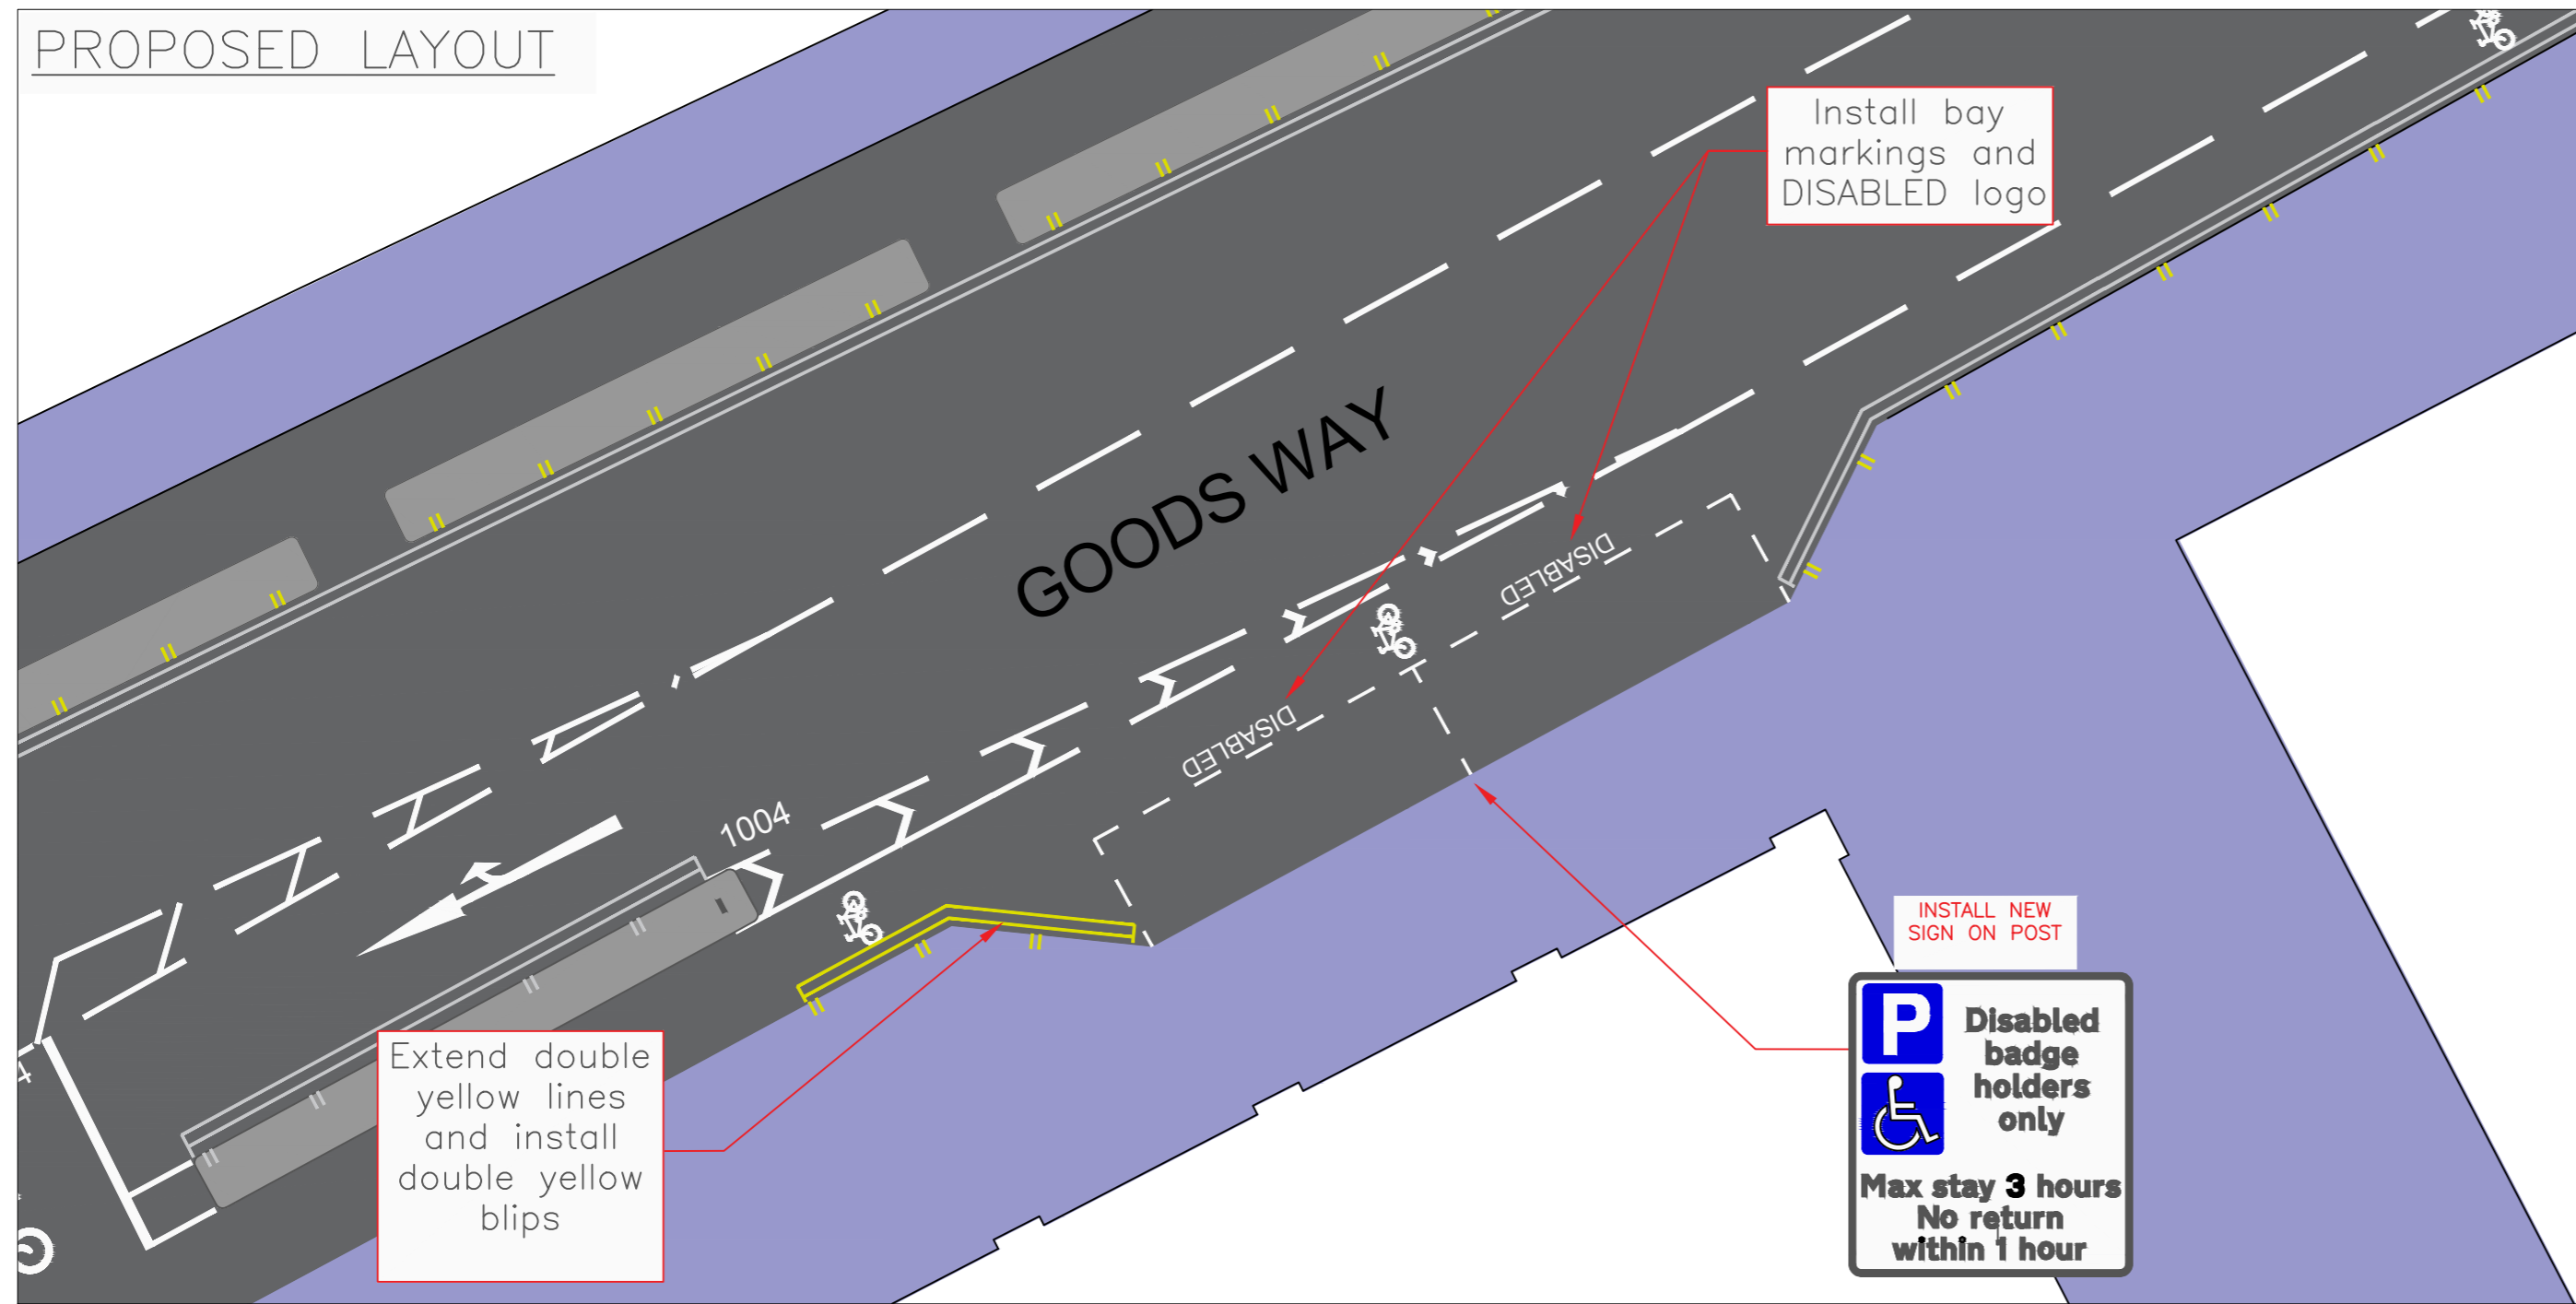 PROPOSED LAYOUT
Install bay
markings and
DISABLED logo
GOODS WAY
DISABLED
DISABLED
1004
INSTALL NEW
SIGN ON POST
P
Disabled
badge
holders
only
Max stay 3 hours
No return
within 1 hour
Extend double
yellow lines
and install
double yellow
blips
4